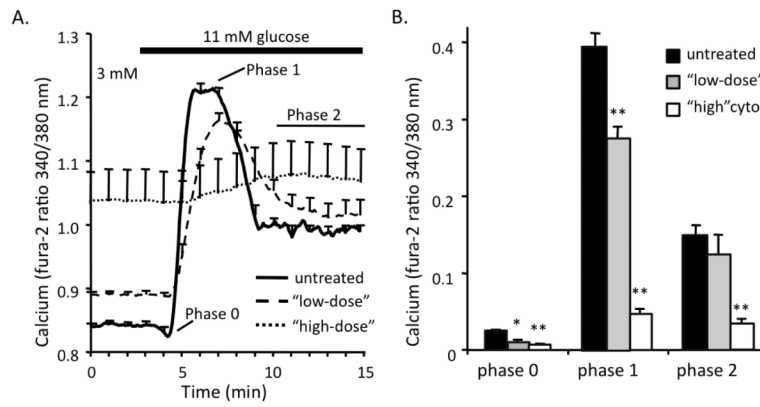 A.
11 mM glucose
3 mM
Phase 1
Phase 2
Phase 0
untreated
"low-dose"
"high-dose"
Calcium (fura-2 ratio 340/380 nm)
1.3
1.2
1.1
1.0
0.9
0.8
0
5
10
15
Time (min)
B.
untreated
"low-dose"
"high"cyto
Calcium (fura-2 ratio 340/380 nm)
0.4
0.3
0.2
0.1
0
*
**
**
**
**
phase 0
phase 1
phase 2